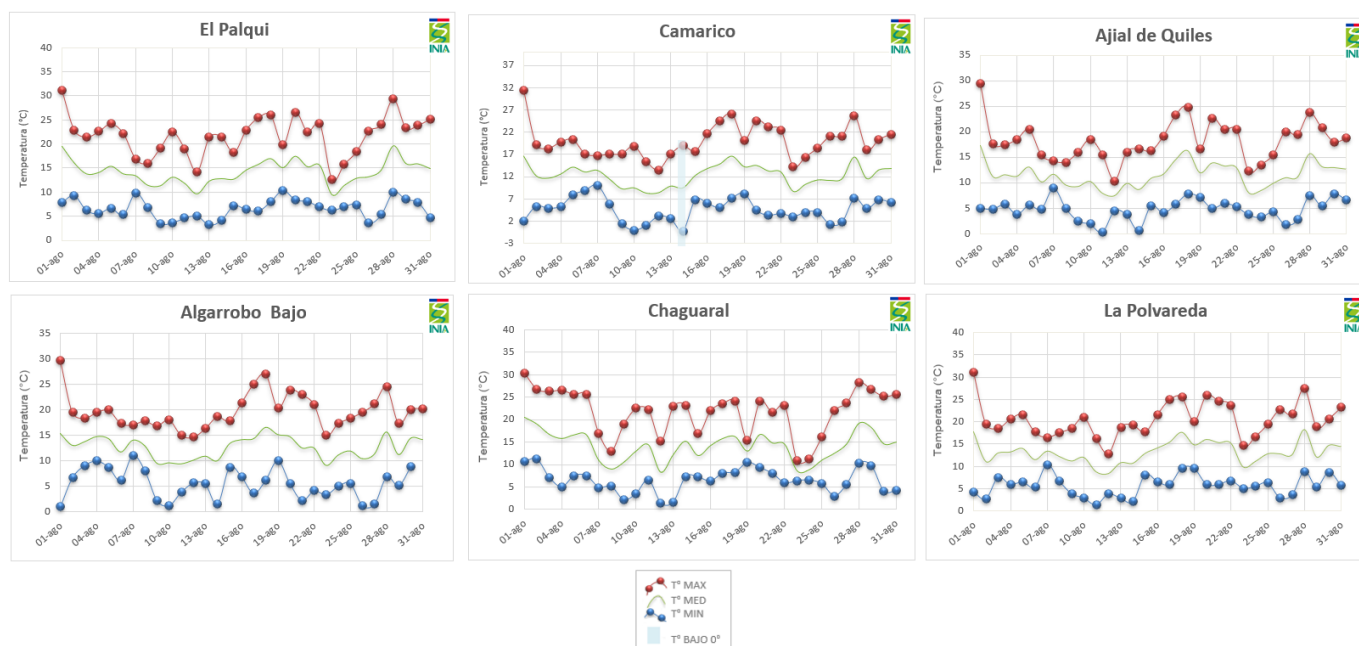 El Palqui
INIA
Temperatura (°C)
40
35
30
25
20
15
10
5
0
01-ago
04-ago
07-ago
10-ago
13-ago
16-ago
19-ago
22-ago
25-ago
28-ago
31-ago
Camarico
INIA
Temperatura (°C)
37
32
27
22
17
12
7
2
-3
01-ago
04-ago
07-ago
10-ago
13-ago
16-ago
19-ago
22-ago
25-ago
28-ago
31-ago
Ajial de Quiles
INIA
Temperatura (°C)
35
30
25
20
15
10
5
0
01-ago
04-ago
07-ago
10-ago
13-ago
16-ago
19-ago
22-ago
25-ago
28-ago
31-ago
Algarrobo Bajo
INIA
Temperatura (°C)
35
30
25
20
15
10
5
0
01-ago
04-ago
07-ago
10-ago
13-ago
16-ago
19-ago
22-ago
25-ago
28-ago
31-ago
Chaguaral
INIA
Temperatura (°C)
40
35
30
25
20
15
10
5
0
01-ago
04-ago
07-ago
10-ago
13-ago
16-ago
19-ago
22-ago
25-ago
28-ago
31-ago
La Polvareda
INIA
Temperatura (°C)
40
35
30
25
20
15
10
5
0
01-ago
04-ago
07-ago
10-ago
13-ago
16-ago
19-ago
22-ago
25-ago
28-ago
31-ago
T° MAX
T° MED
T° MIN
T° BAJO 0°